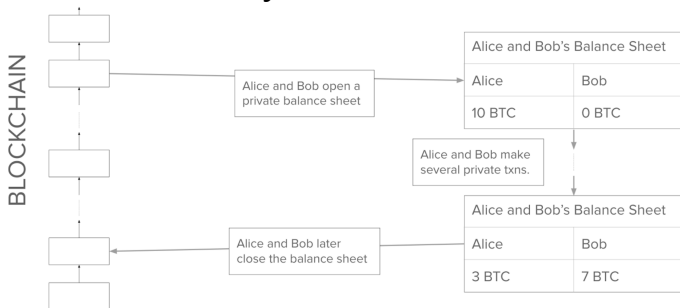 BLOCKCHAIN
Alice and Bob's Balance Sheet
Alice Bob
10 BTC 0 BTC
Alice and Bob open a
private balance sheet
Alice and Bob make
several private txns.
Alice and Bob's Balance Sheet
Alice Bob
3 BTC 7 BTC
Alice and Bob later
close the balance sheet